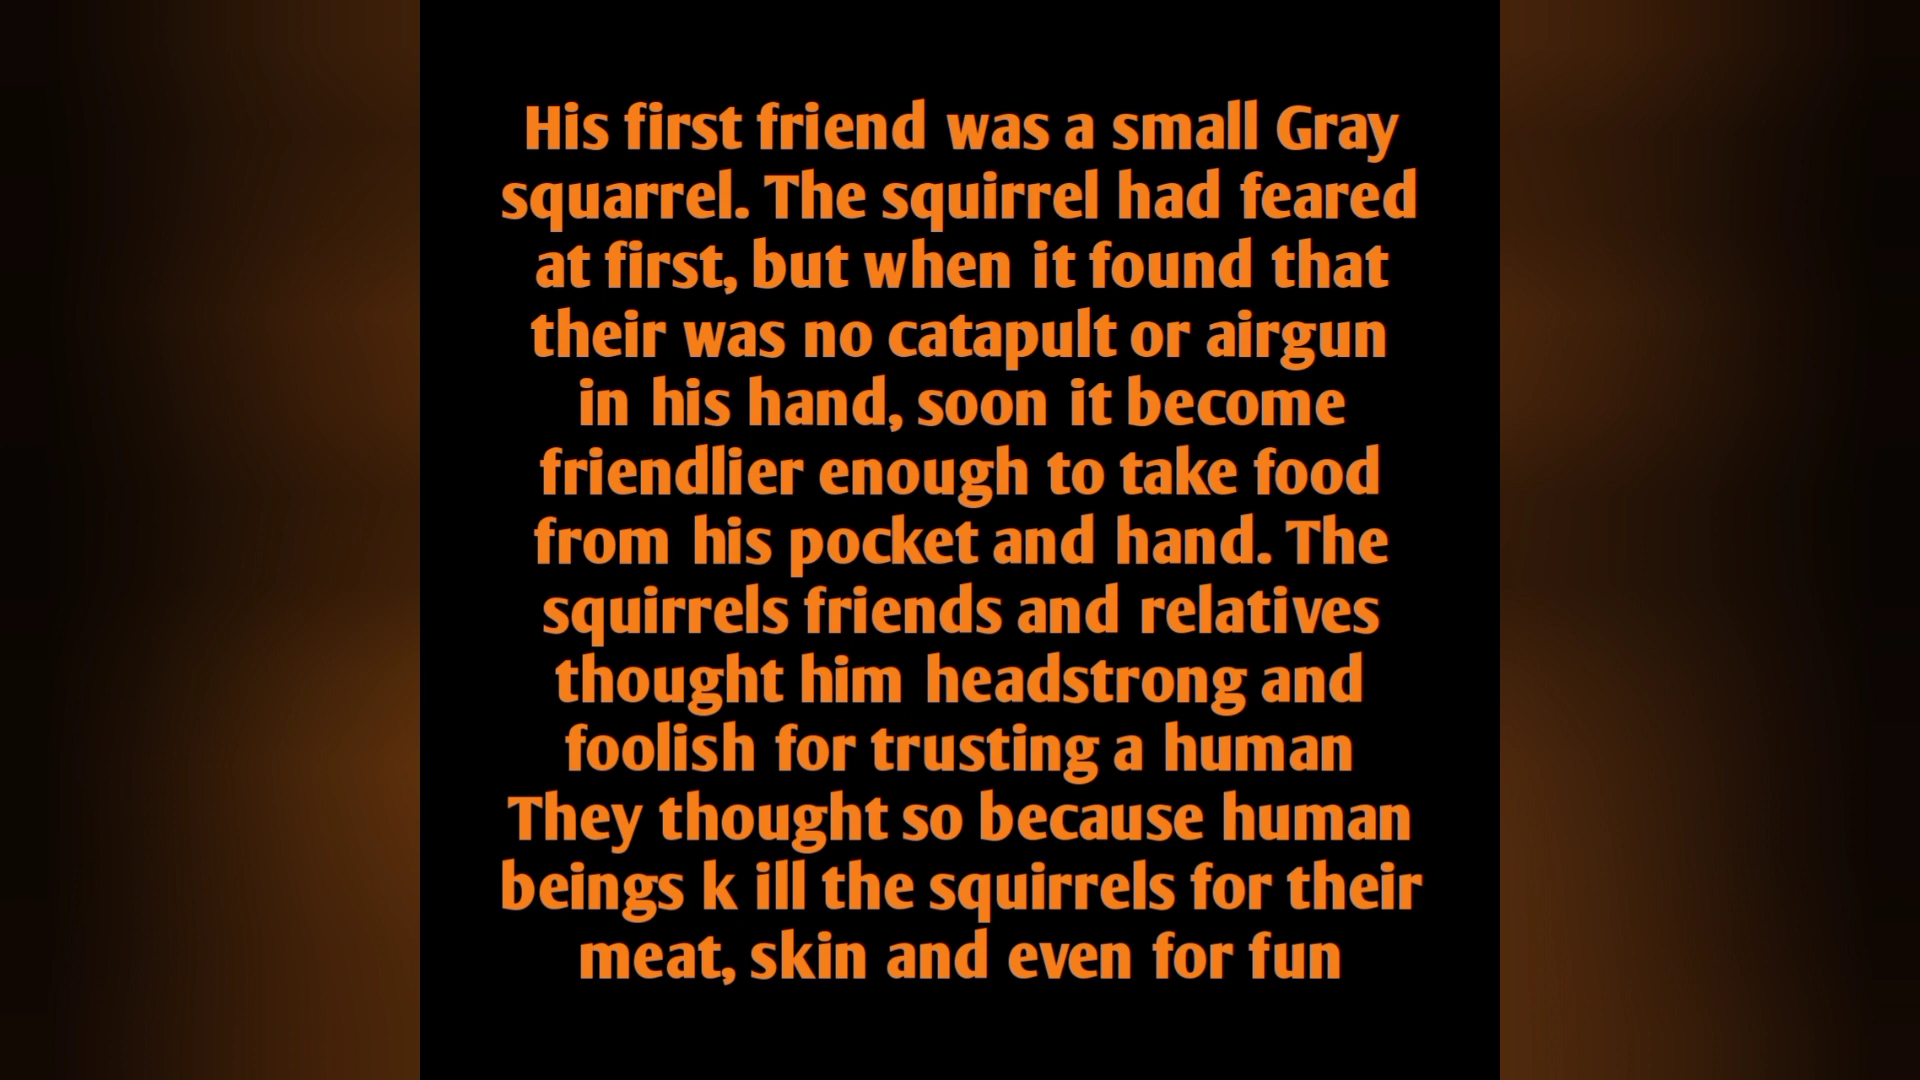 His first friend was a small Gray
squarrel. The squirrel had feared
at first, but when it found that
their was no catapult or airgun
in his hand, soon it become
friendlier enough to take food
from his pocket and hand. The
squirrels friends and relatives
thought him headstrong and
foolish for trusting a human
They thought so because human
beings k ill the squirrels for their
meat, skin and even for fun